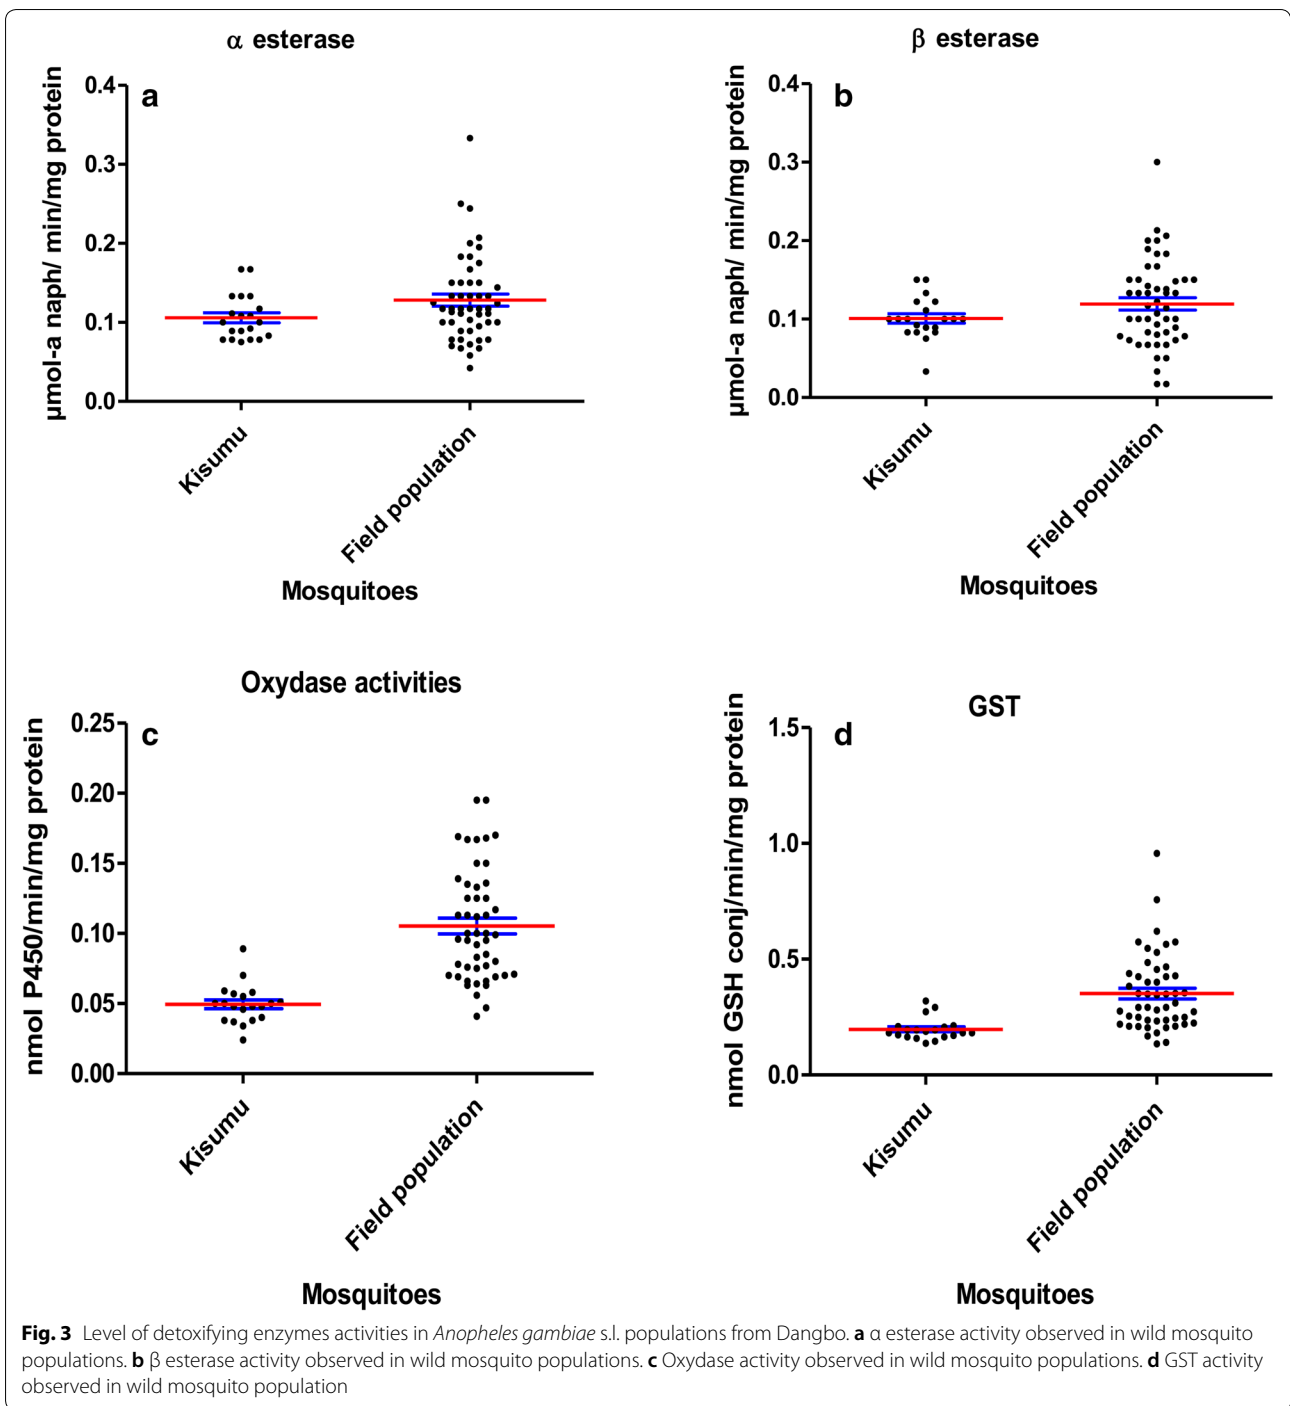 α esterase
a
µmol-a naph/ min/mg protein
0.4
0.3
0.2
0.1
0.0
Kisumu
Field population
Mosquitoes
β esterase
b
µmol-a naph/ min/mg protein
0.4
0.3
0.2
0.1
0.0
Kisumu
Field population
Mosquitoes
Oxydase activities
c
nmol P450/min/mg protein
0.25
0.20
0.15
0.10
0.05
0.00
Kisumu
Field population
Mosquitoes
GST
d
nmol GSH conj/min/mg protein
1.5
1.0
0.5
0.0
Kisumu
Field population
Mosquitoes
Fig. 3 Level of detoxifying enzymes activities in Anopheles gambiae s.l. populations from Dangbo. a α esterase activity observed in wild mosquito
populations. b β esterase activity observed in wild mosquito populations. c Oxydase activity observed in wild mosquito populations. d GST activity
observed in wild mosquito population